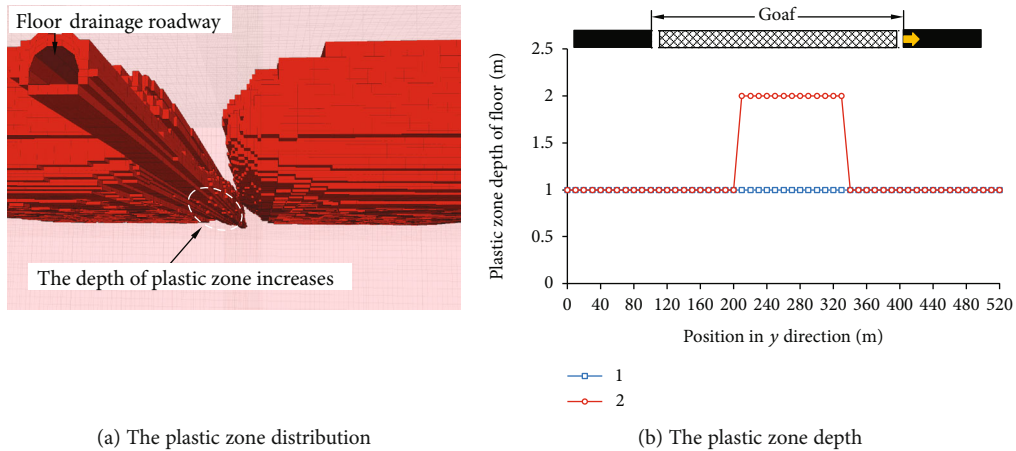 Floor drainage roadway
The depth of plastic zone increases
(a) The plastic zone distribution
Goaf
Plastic zone depth of floor (m)
2.5
2
1.5
1
0.5
0
0 40 80 120 160 200 240 280 320 360 400 440 480 520
Position in y direction (m)
1
2
(b) The plastic zone depth